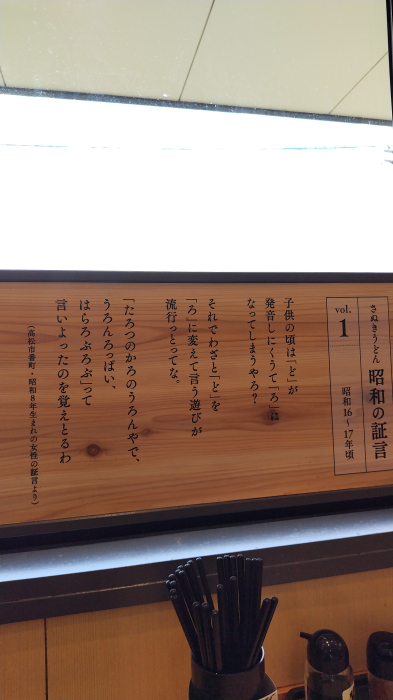 さぬきうどん 昭和の証言
vol.1 昭和16〜17年頃
子供の頃は「ど」が
発音しにくうて「ろ」に
なってしまうやろ?
それでわざと「ど」を
「ろ」に変えて言う遊びが
流行っとってな。
「たろつのかろのうろんやで、
うろんろっぱい、
はらろぶろぶ」って
言いよったのを覚えとるわ
(高松市番町・昭和8年生まれの女性の証言より)